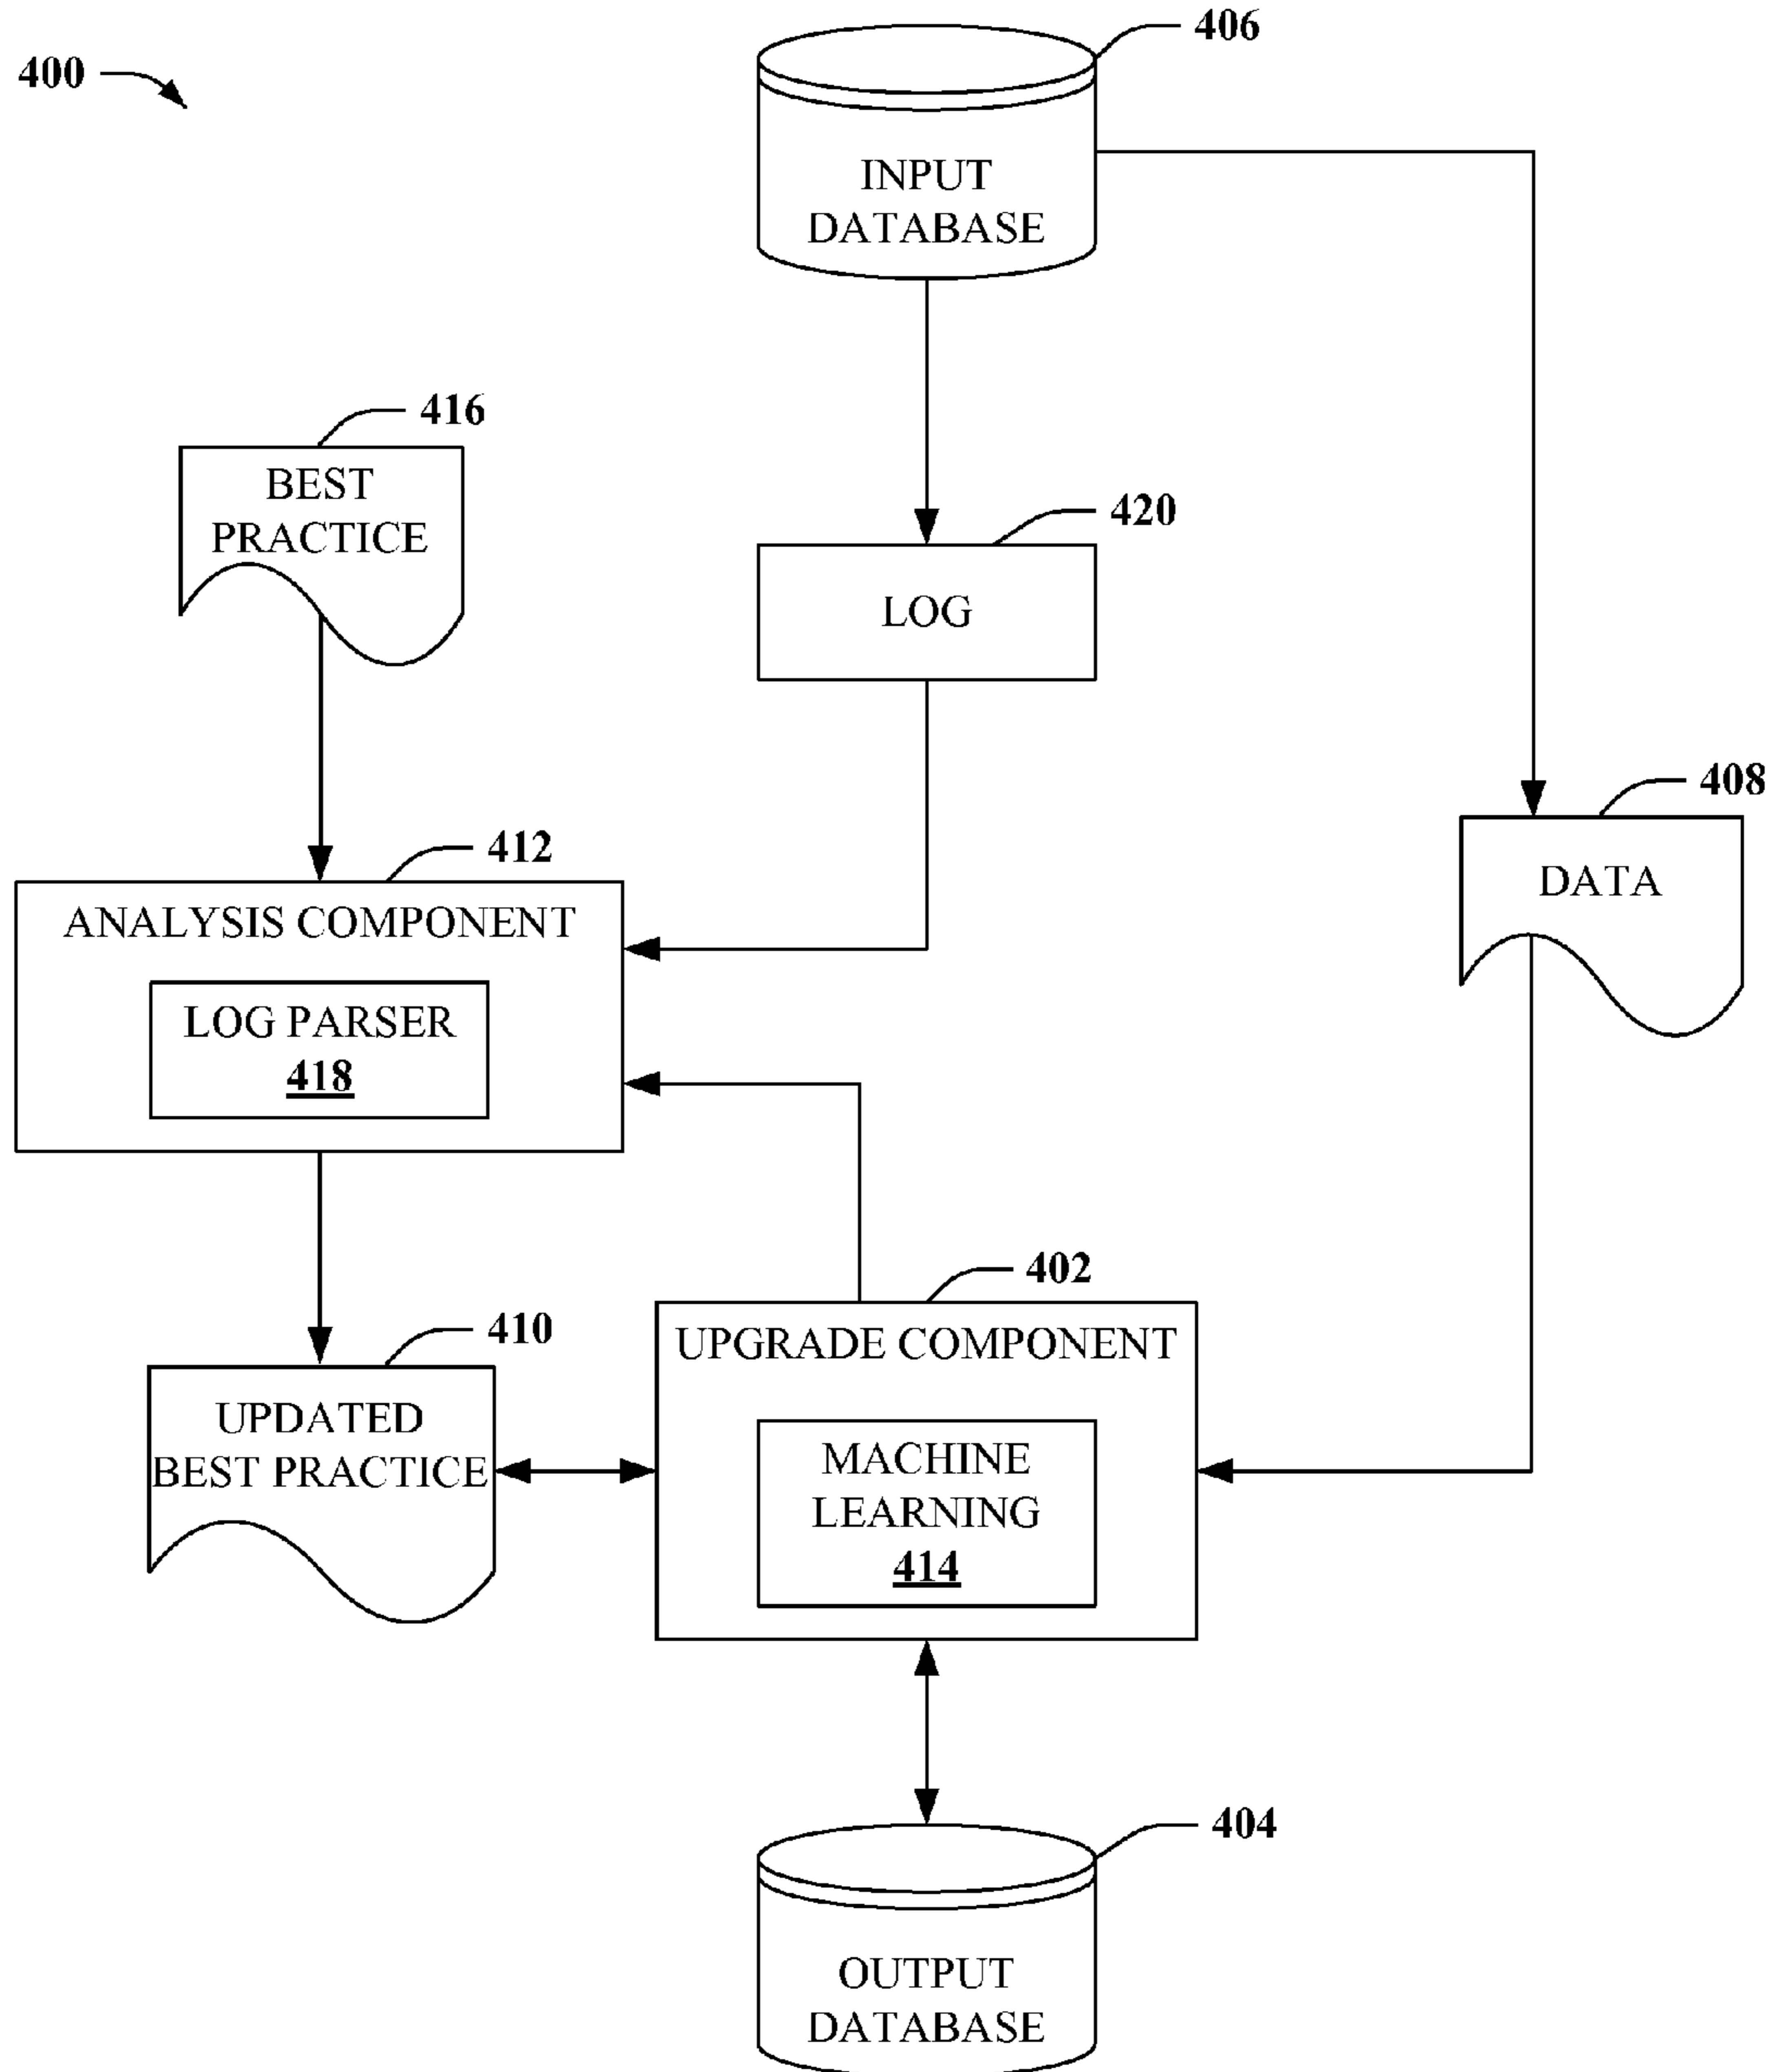 400
406
INPUT
DATABASE
416
BEST
PRACTICE
420
LOG
408
DATA
412
ANALYSIS COMPONENT
LOG PARSER
418
402
UPGRADE COMPONENT
410
UPDATED
BEST PRACTICE
MACHINE
LEARNING
414
404
OUTPUT
DATABASE